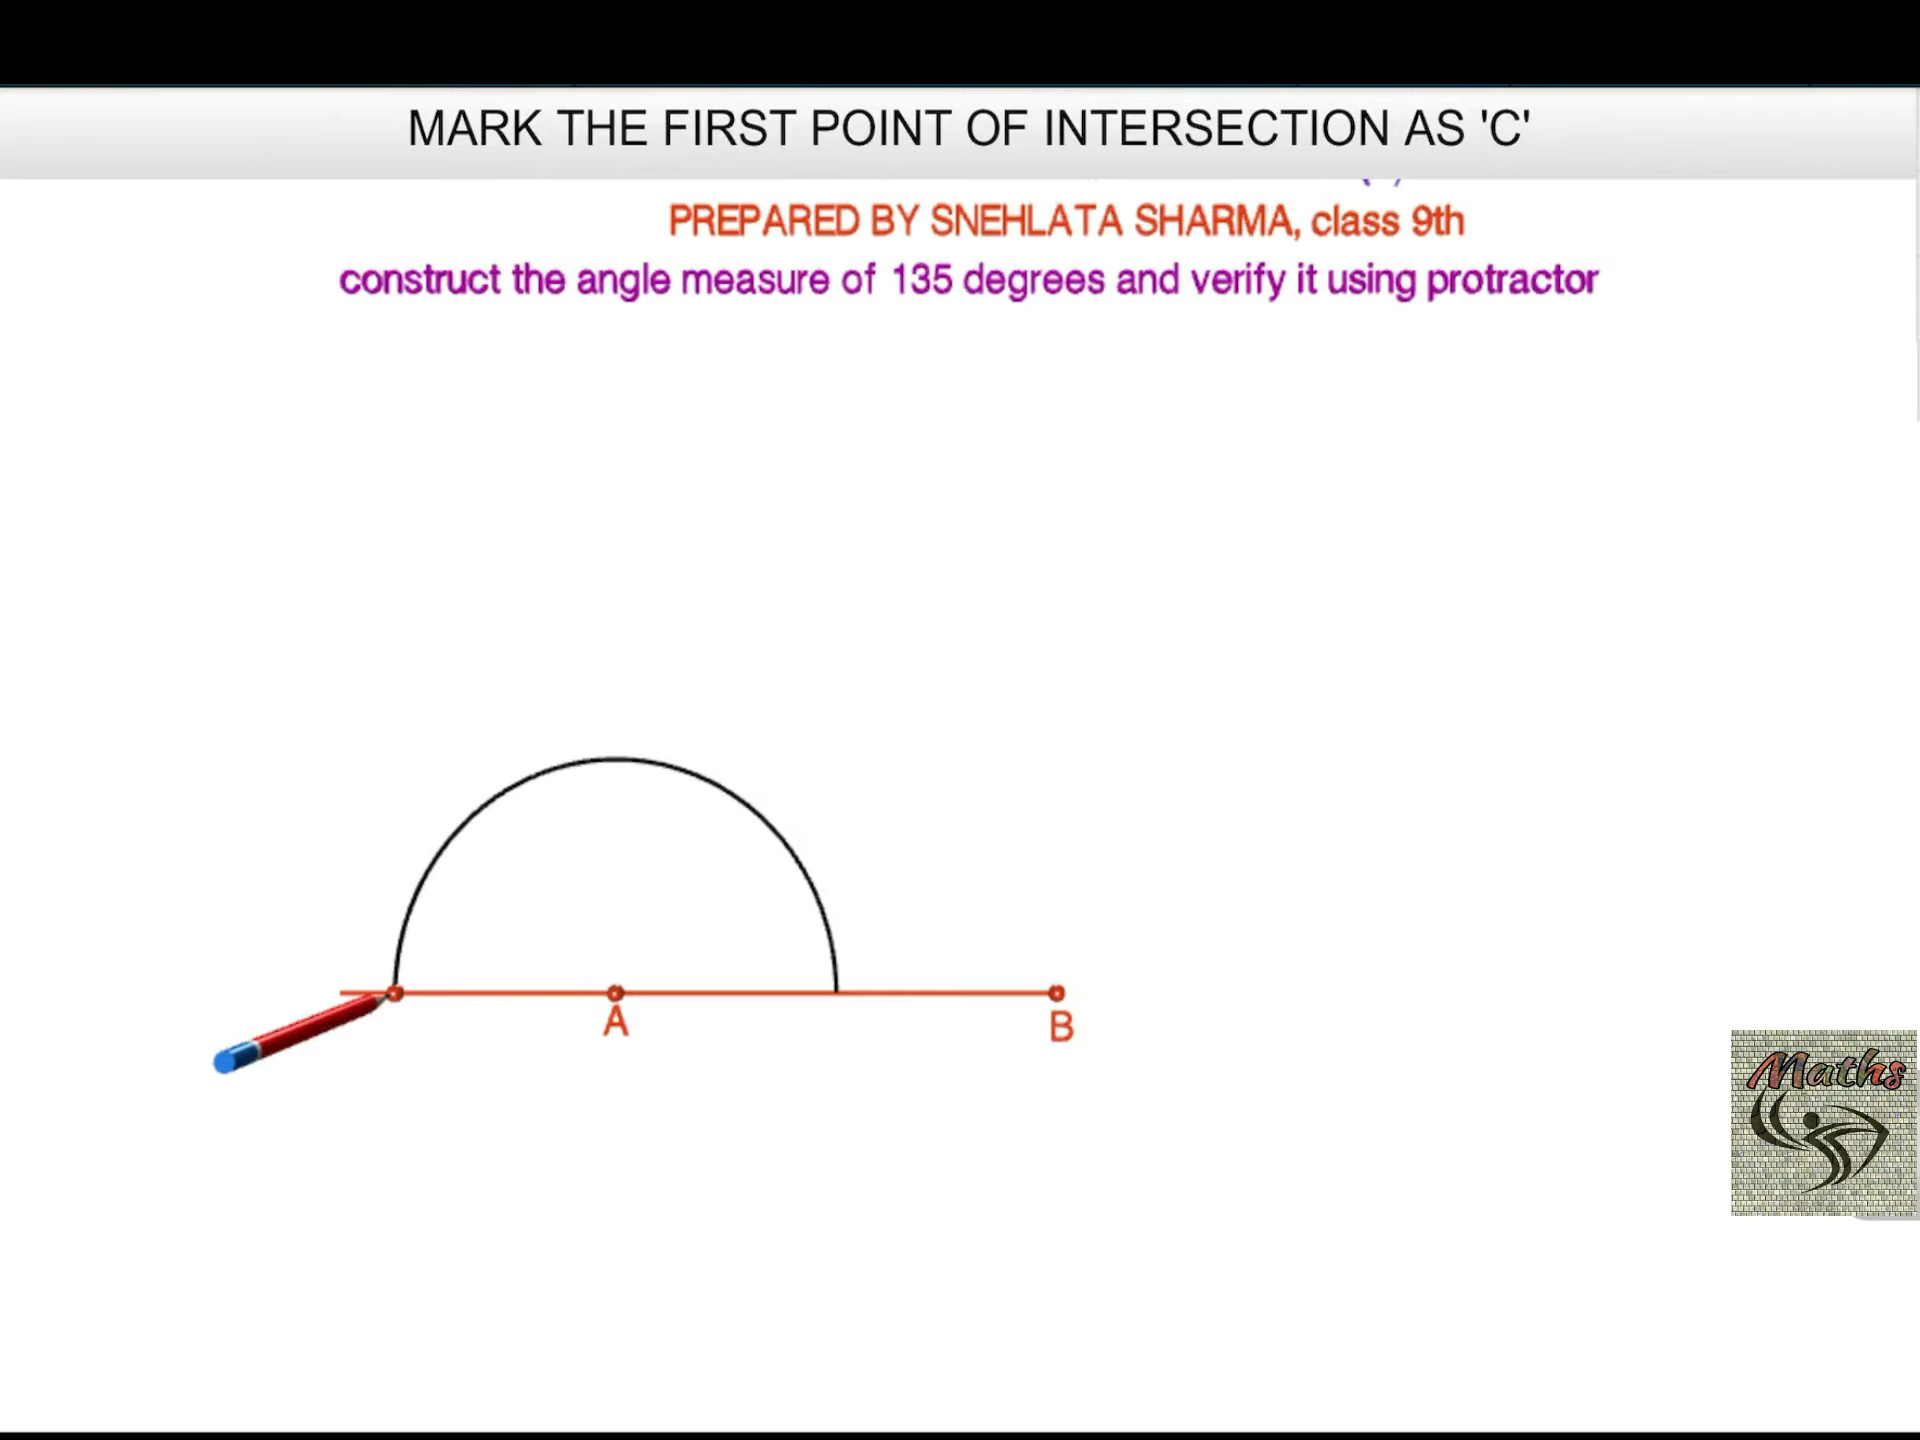 MARK THE FIRST POINT OF INTERSECTION AS 'C'
PREPARED BY SNEHLATA SHARMA, class 9th
construct the angle measure of 135 degrees and verify it using protractor
A
B
Maths